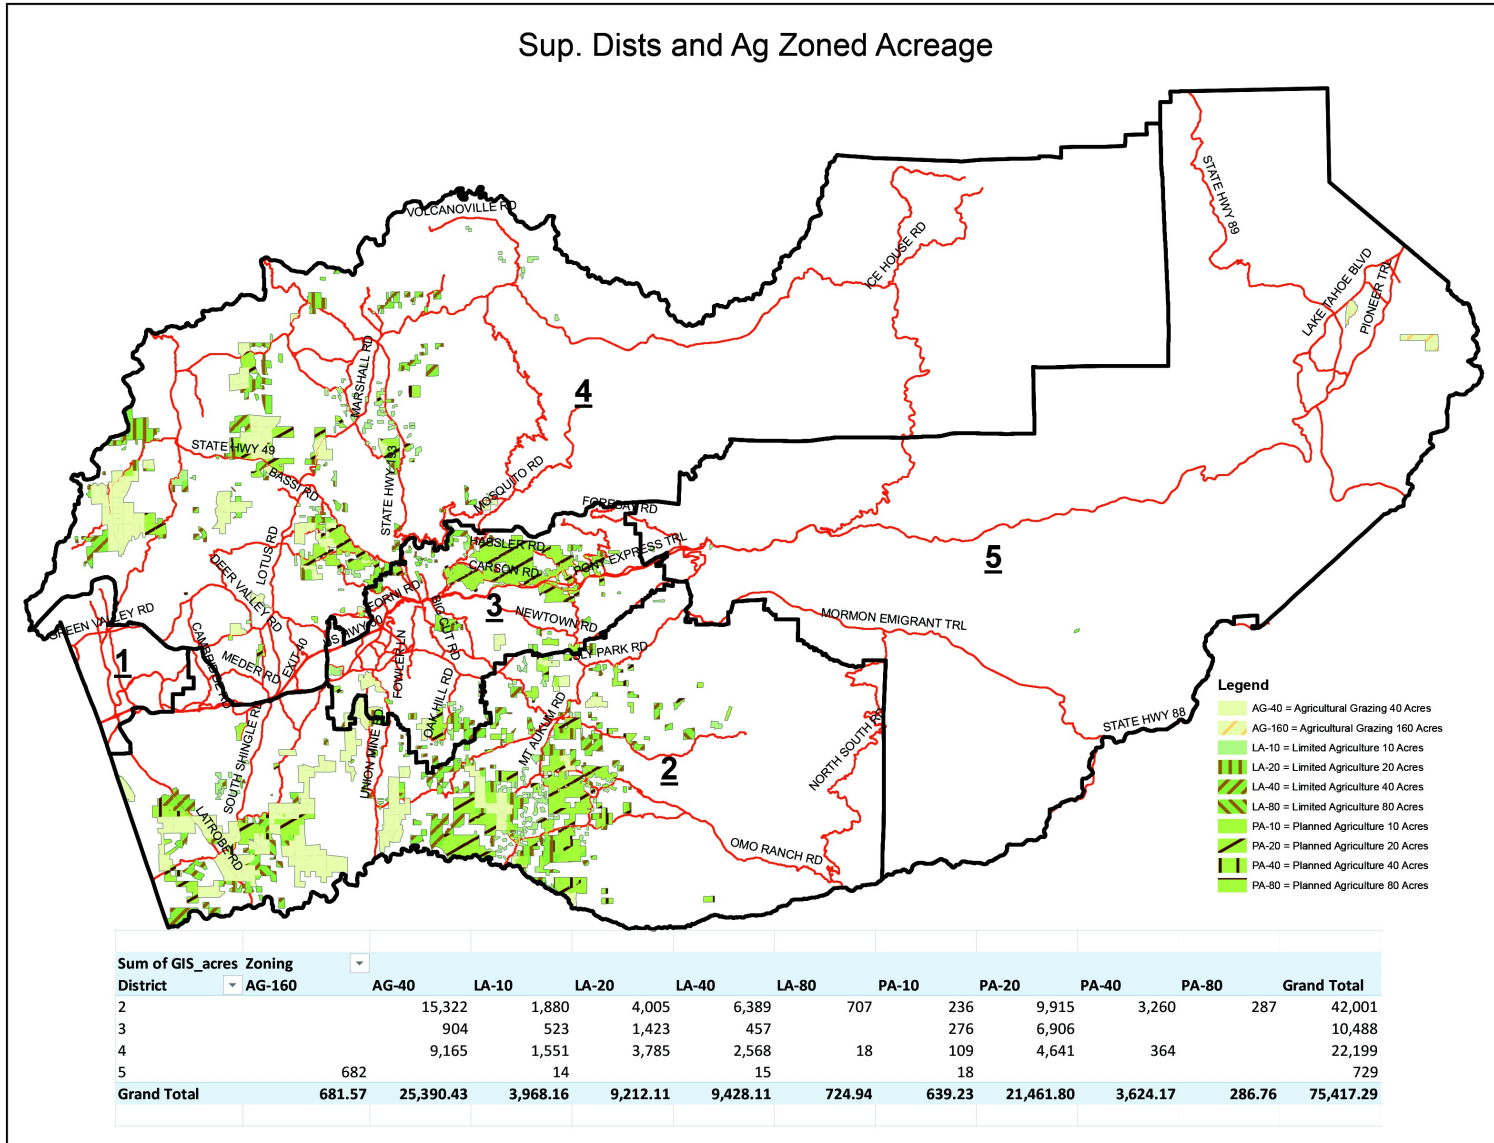 Sup. Dists and Ag Zoned Acreage
VOLCANOVILLE RD
STATE HWY 89
ICE HOUSE RD
LAKE TAHOE BLVD
PIONEER TRL
MARSHALL RD
4
STATE HWY 49
BASSI RD
STATE HWY 193
MOSQUITO RD
FOREBAY RD
LOTUS RD
HASSLER RD
CARSON RD
PONY EXPRESS TRL
5
DEER VALLEY RD
FORNI RD
3
BIG CUT RD
NEWTOWN RD
MORMON EMIGRANT TRL
GREEN VALLEY RD
US HWY 50
1
CAMBRIDGE RD
MEDER RD
EXIT 40
FOWLER LN
SLY PARK RD
OAK HILL RD
SOUTH SHINGLE RD
UNION MINE RD
MT AUKUM RD
2
NORTH SOUTH RD
STATE HWY 88
LATROBE RD
OMO RANCH RD
Legend
AG-40 = Agricultural Grazing 40 Acres
AG-160 = Agricultural Grazing 160 Acres
LA-10 = Limited Agriculture 10 Acres
LA-20 = Limited Agriculture 20 Acres
LA-40 = Limited Agriculture 40 Acres
LA-80 = Limited Agriculture 80 Acres
PA-10 = Planned Agriculture 10 Acres
PA-20 = Planned Agriculture 20 Acres
PA-40 = Planned Agriculture 40 Acres
PA-80 = Planned Agriculture 80 Acres
Sum of GIS_acres Zoning
District AG-160 AG-40 LA-10 LA-20 LA-40 LA-80 PA-10 PA-20 PA-40 PA-80 Grand Total
2 15,322 1,880 4,005 6,389 707 236 9,915 3,260 287 42,001
3 904 523 1,423 457 276 6,906 10,488
4 9,165 1,551 3,785 2,568 18 109 4,641 364 22,199
5 682 14 15 18 729
Grand Total 681.57 25,390.43 3,968.16 9,212.11 9,428.11 724.94 639.23 21,461.80 3,624.17 286.76 75,417.29